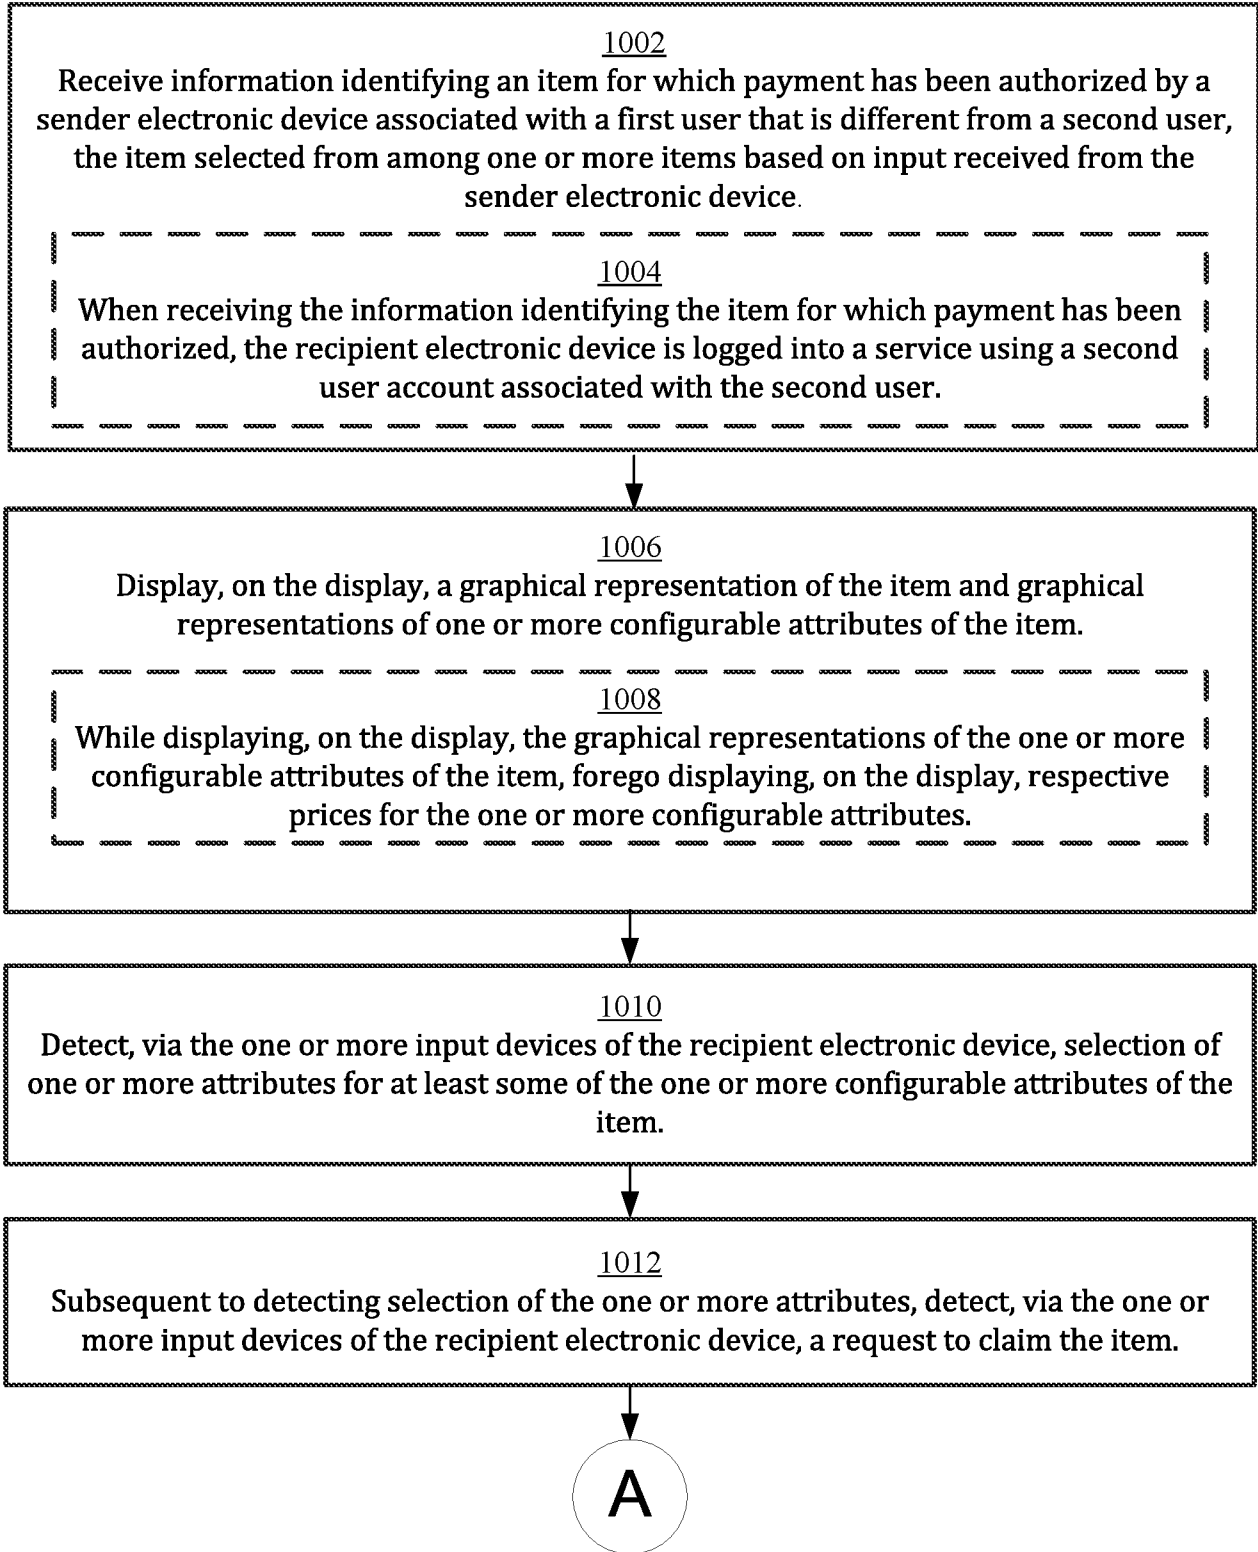 1002
Receive information identifying an item for which payment has been authorized by a
sender electronic device associated with a first user that is different from a second user,
the item selected from among one or more items based on input received from the
sender electronic device.
1004
When receiving the information identifying the item for which payment has been
authorized, the recipient electronic device is logged into a service using a second
user account associated with the second user.
1006
Display, on the display, a graphical representation of the item and graphical
representations of one or more configurable attributes of the item.
1008
While displaying, on the display, the graphical representations of the one or more
configurable attributes of the item, forego displaying, on the display, respective
prices for the one or more configurable attributes.
1010
Detect, via the one or more input devices of the recipient electronic device, selection of
one or more attributes for at least some of the one or more configurable attributes of the
item.
1012
Subsequent to detecting selection of the one or more attributes, detect, via the one or
more input devices of the recipient electronic device, a request to claim the item.
A